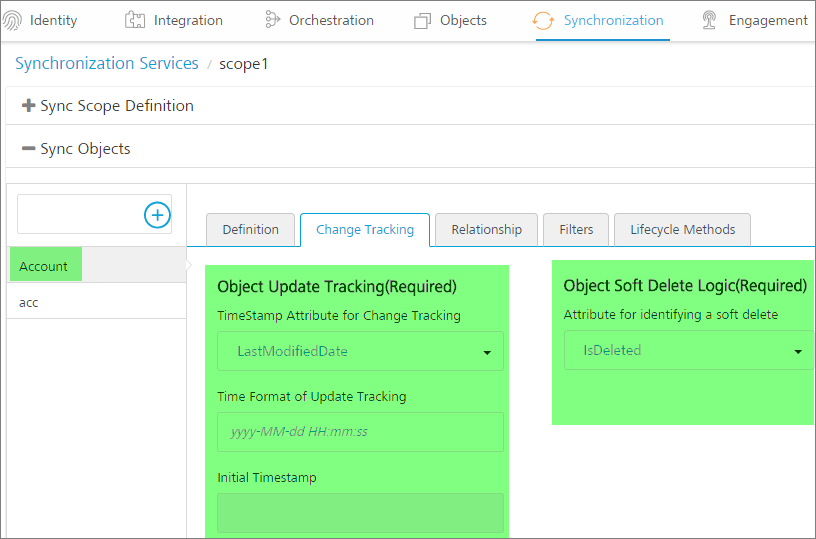 Identity Integration Orchestration Objects Synchronization Engagement
Synchronization Services / scope1
Sync Scope Definition
Sync Objects
Definition Change Tracking Relationship Filters Lifecycle Methods
Account
acc
Object Update Tracking(Required)
TimeStamp Attribute for Change Tracking
LastModifiedDate
Time Format of Update Tracking
yyyy-MM-dd HH:mm:ss
Initial Timestamp
Object Soft Delete Logic(Required)
Attribute for identifying a soft delete
IsDeleted